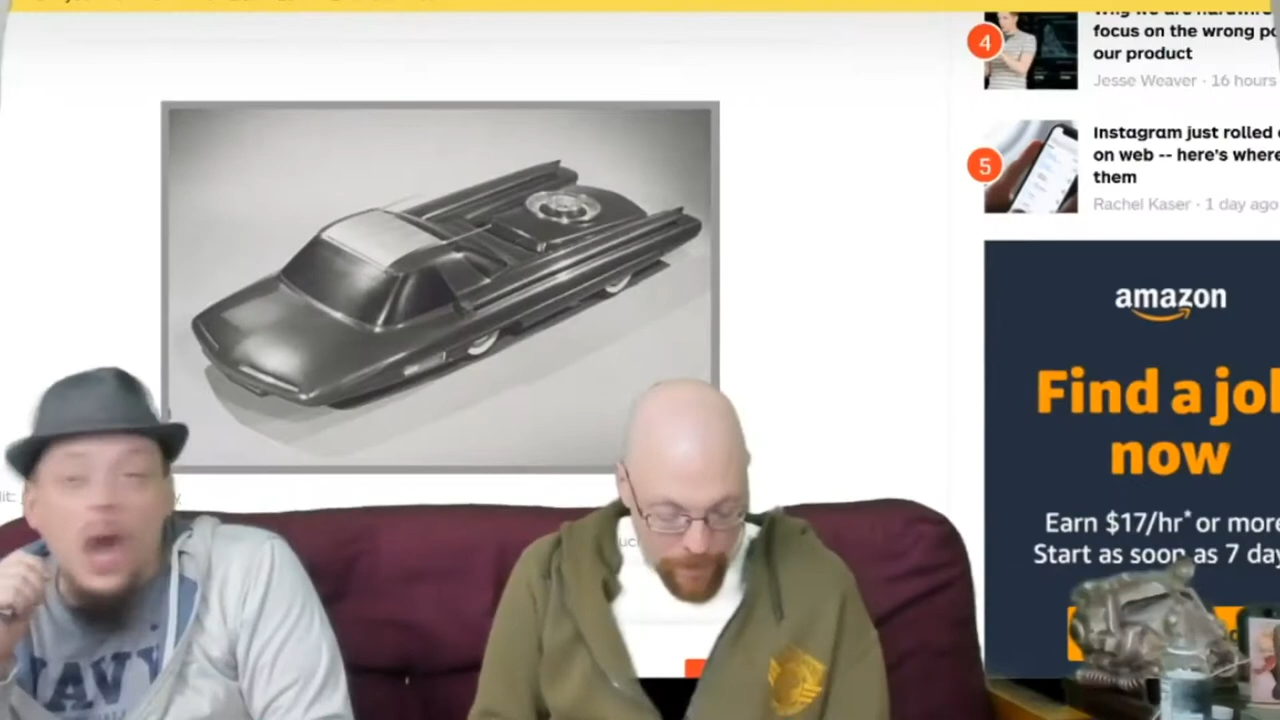 4
focus on the wrong
our product
Jesse Weaver · 16 hours
5
Instagram just rolled
on web -- here's where
them
Rachel Kaser · 1 day ago
amazon
Find a
now
Earn $17/hr* or more
Start as soon as 7
NAVY